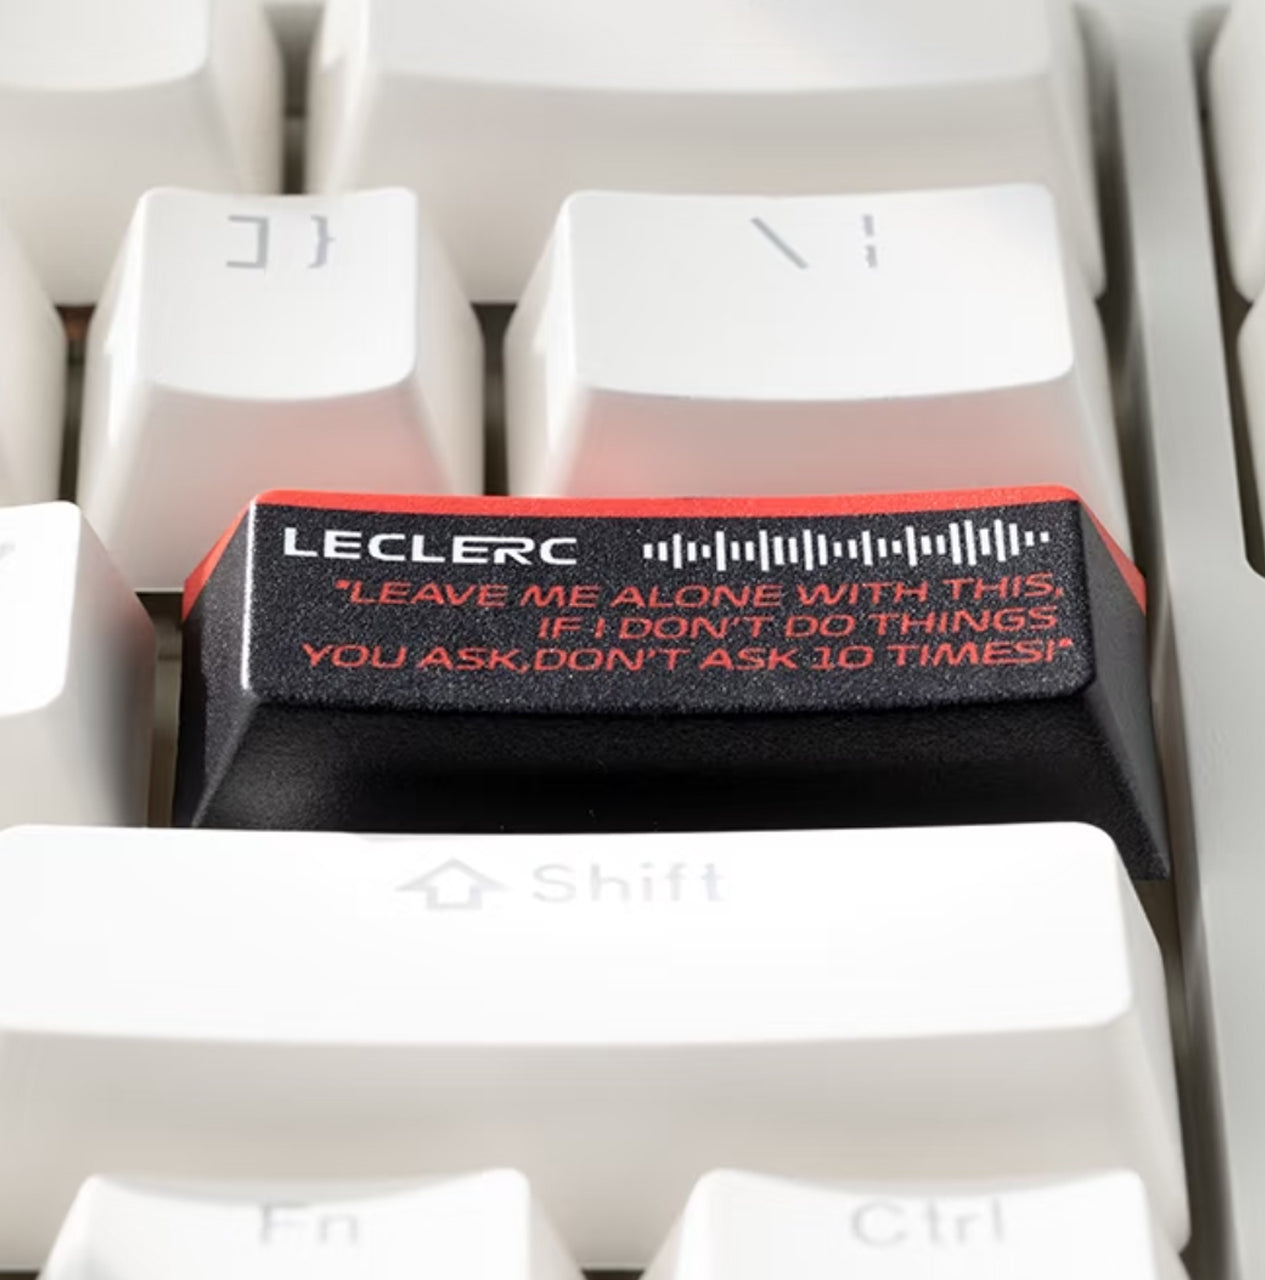 ] }
\ ¦
LECLERC
"LEAVE ME ALONE WITH THIS,
IF I DON'T DO THINGS
YOU ASK,DON'T ASK 10 TIMES!"
Shift
Fn
Ctrl